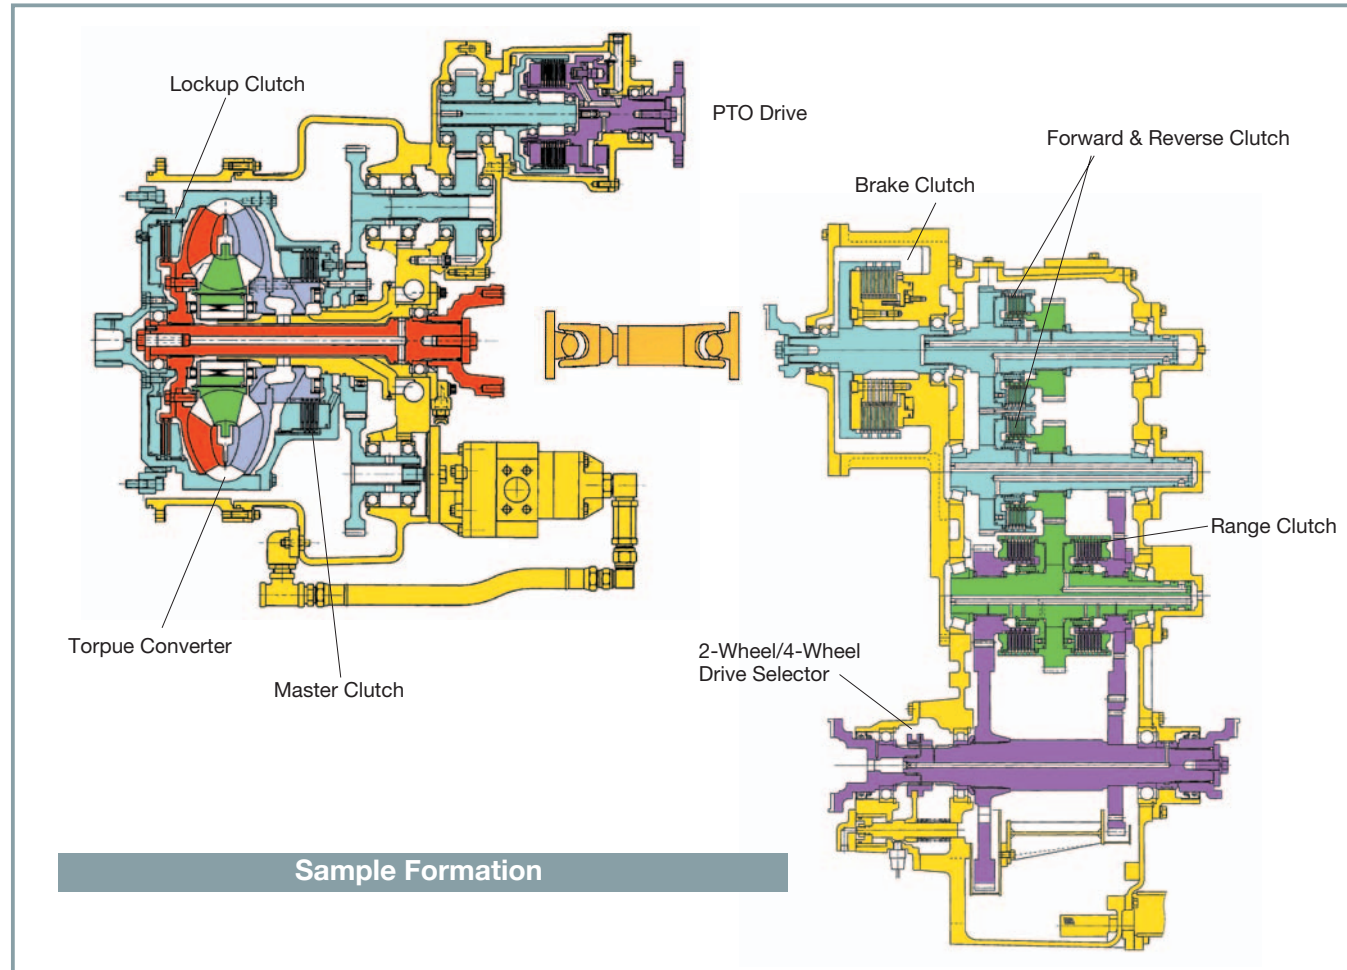 Lockup Clutch
PTO Drive
Forward & Reverse Clutch
Brake Clutch
Range Clutch
Torpue Converter
Master Clutch
2-Wheel/4-Wheel
Drive Selector
Sample Formation